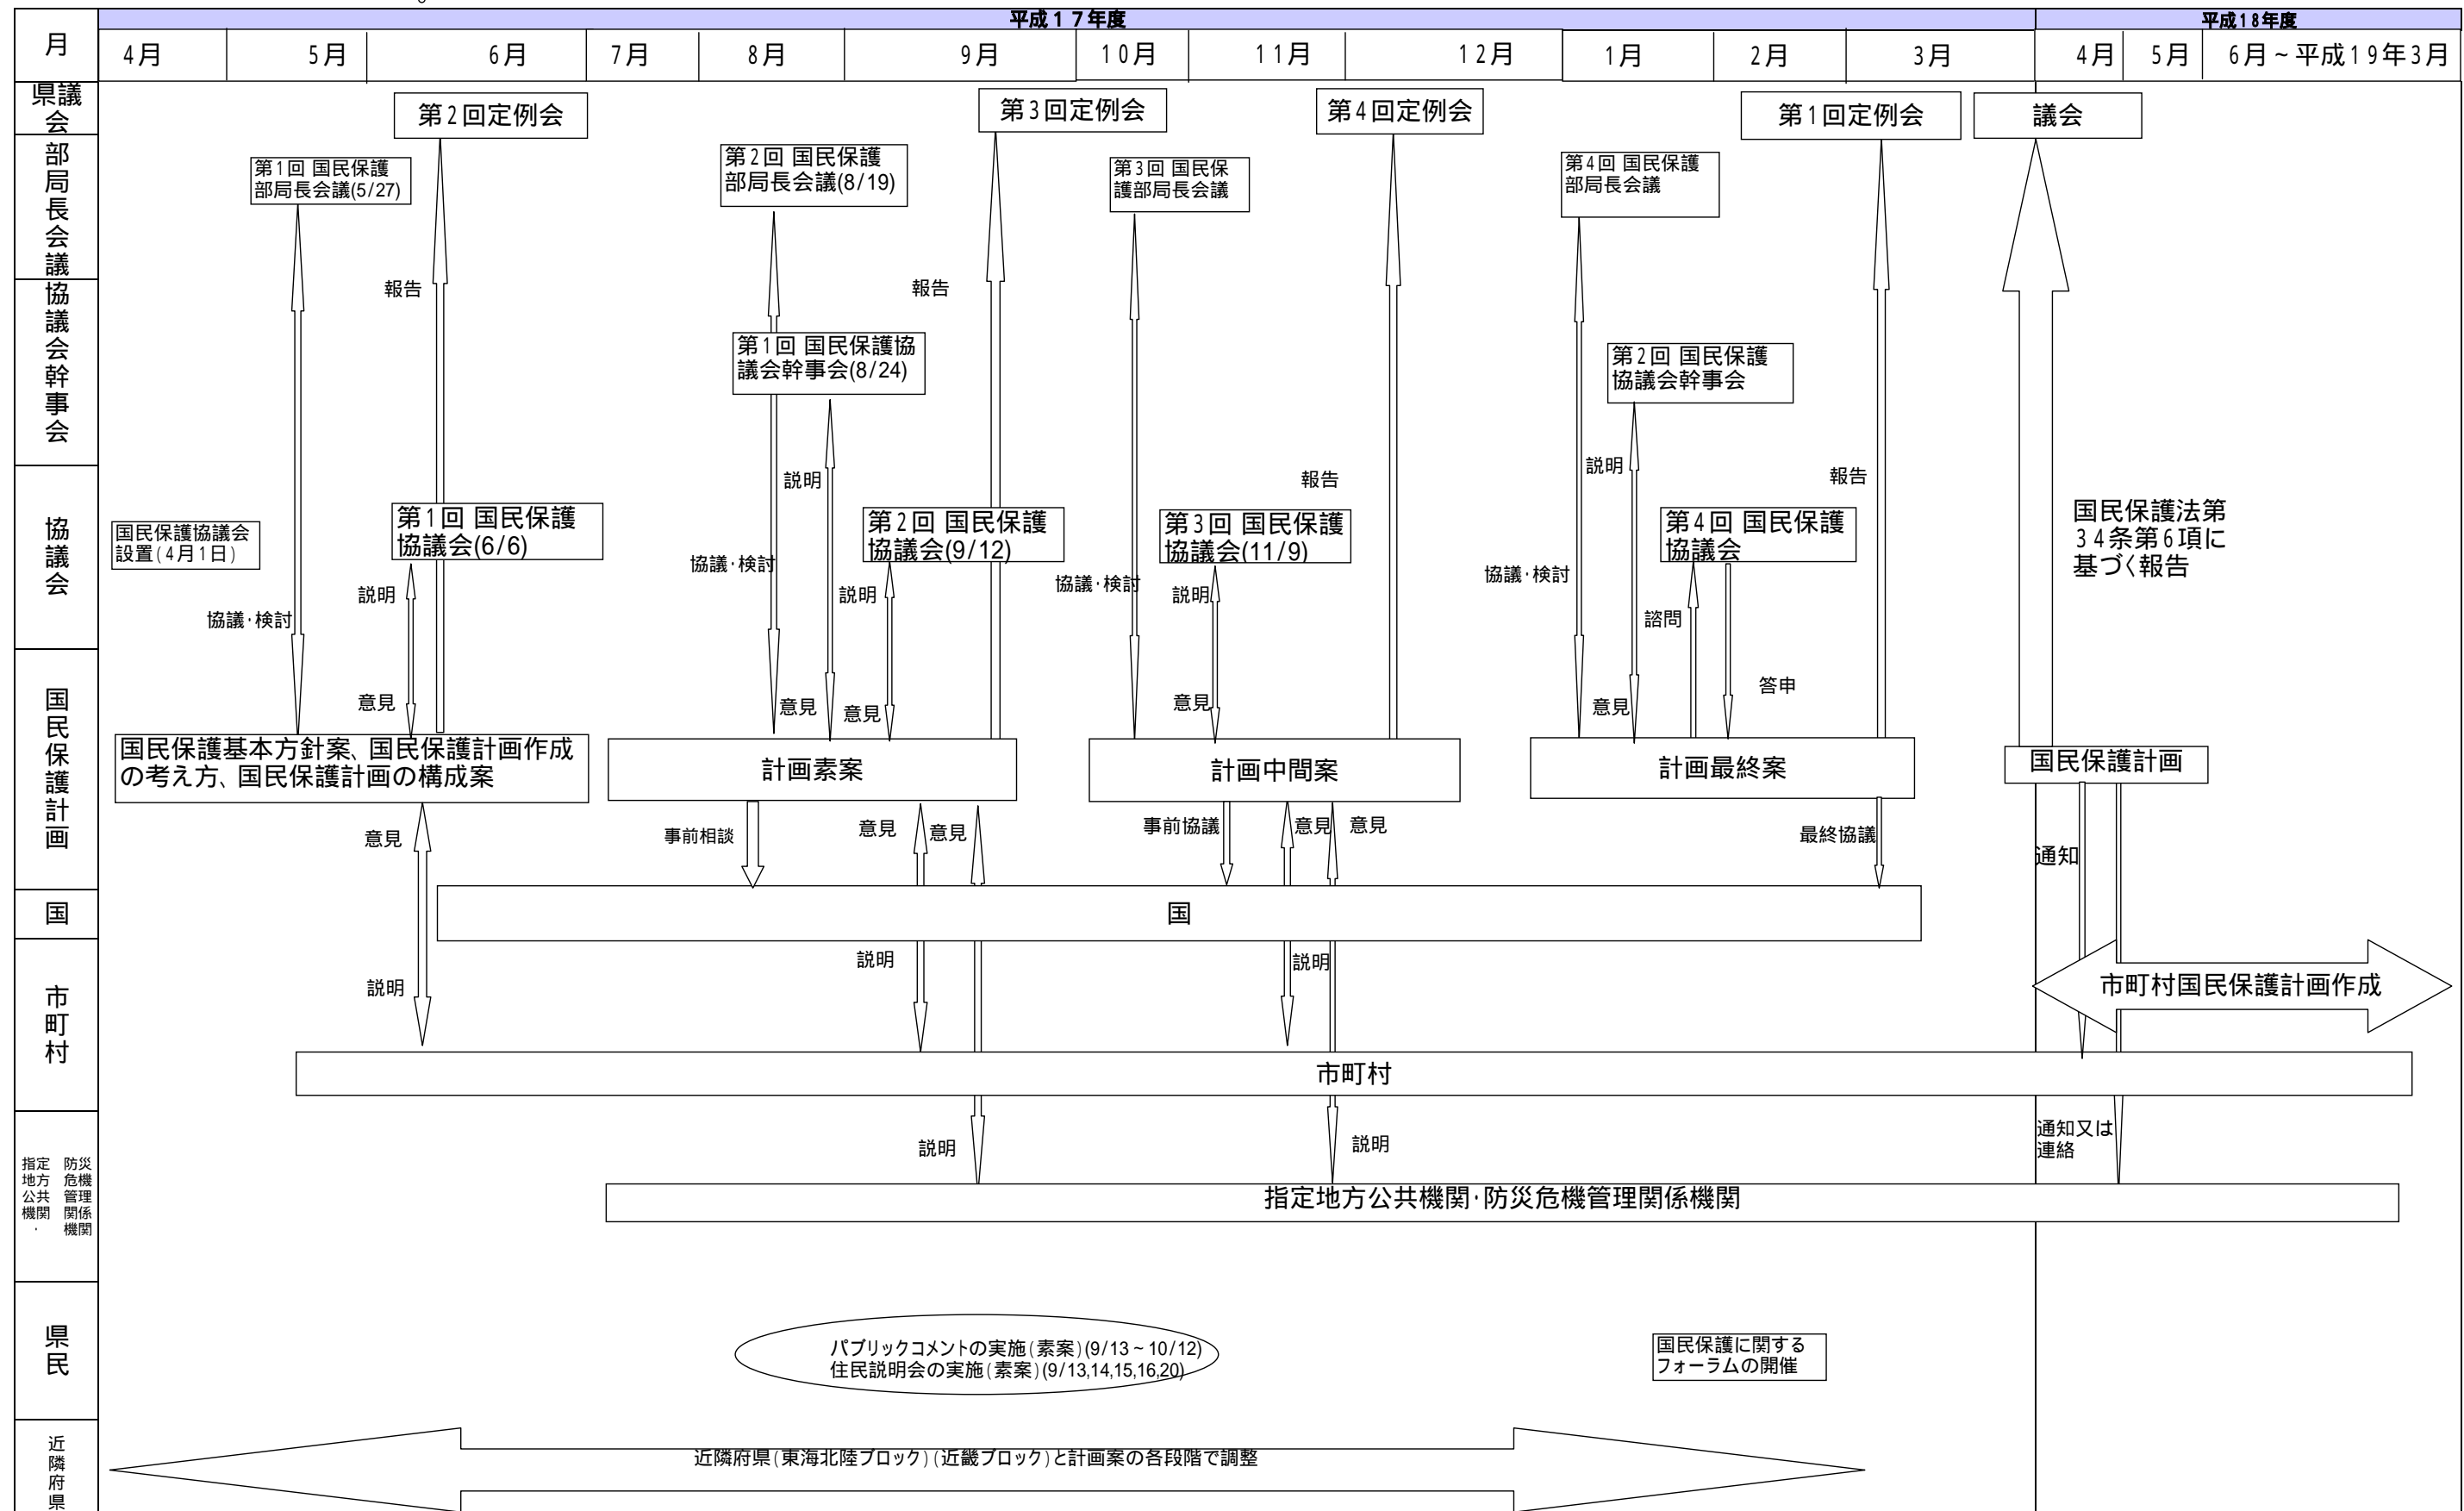 平成１７年度
平成18年度
月
4月
5月
6月
7月
8月
9月
10月
11月
12月
1月
2月
3月
4月
5月
6月～平成19年3月
県議
会
第2回定例会
第3回定例会
第4回定例会
第1回定例会
議会
部局長会議
第1回 国民保護
部局長会議(5/27)
第2回 国民保護
部局長会議(8/19)
第3回 国民保
護部局長会議
第4回 国民保護
部局長会議
報告
報告
協議会幹事会
第1回 国民保護協
議会幹事会(8/24)
第2回 国民保護
協議会幹事会
説明
報告
説明
報告
協議会
国民保護協議会
設置(4月1日)
第1回 国民保護
協議会(6/6)
第2回 国民保護
協議会(9/12)
第3回 国民保護
協議会(11/9)
第4回 国民保護
協議会
国民保護法第
34条第6項に
基づく報告
協議・検討
説明
協議・検討
説明
協議・検討
説明
協議・検討
諮問
国民保護計画
意見
意見
意見
意見
意見
答申
国民保護基本方針案、国民保護計画作成
の考え方、国民保護計画の構成案
計画素案
計画中間案
計画最終案
国民保護計画
意見
事前相談
意見
意見
事前協議
意見
意見
最終協議
通知
国
国
市町村
説明
説明
説明
市町村国民保護計画作成
市町村
指定
地方
公共
機関
・
防災
危機
管理
関係
機関
説明
説明
通知又は
連絡
指定地方公共機関・防災危機管理関係機関
県民
パブリックコメントの実施(素案)(9/13～10/12)
住民説明会の実施(素案)(9/13,14,15,16,20)
国民保護に関する
フォーラムの開催
近隣府県
近隣府県(東海北陸ブロック)(近畿ブロック)と計画案の各段階で調整